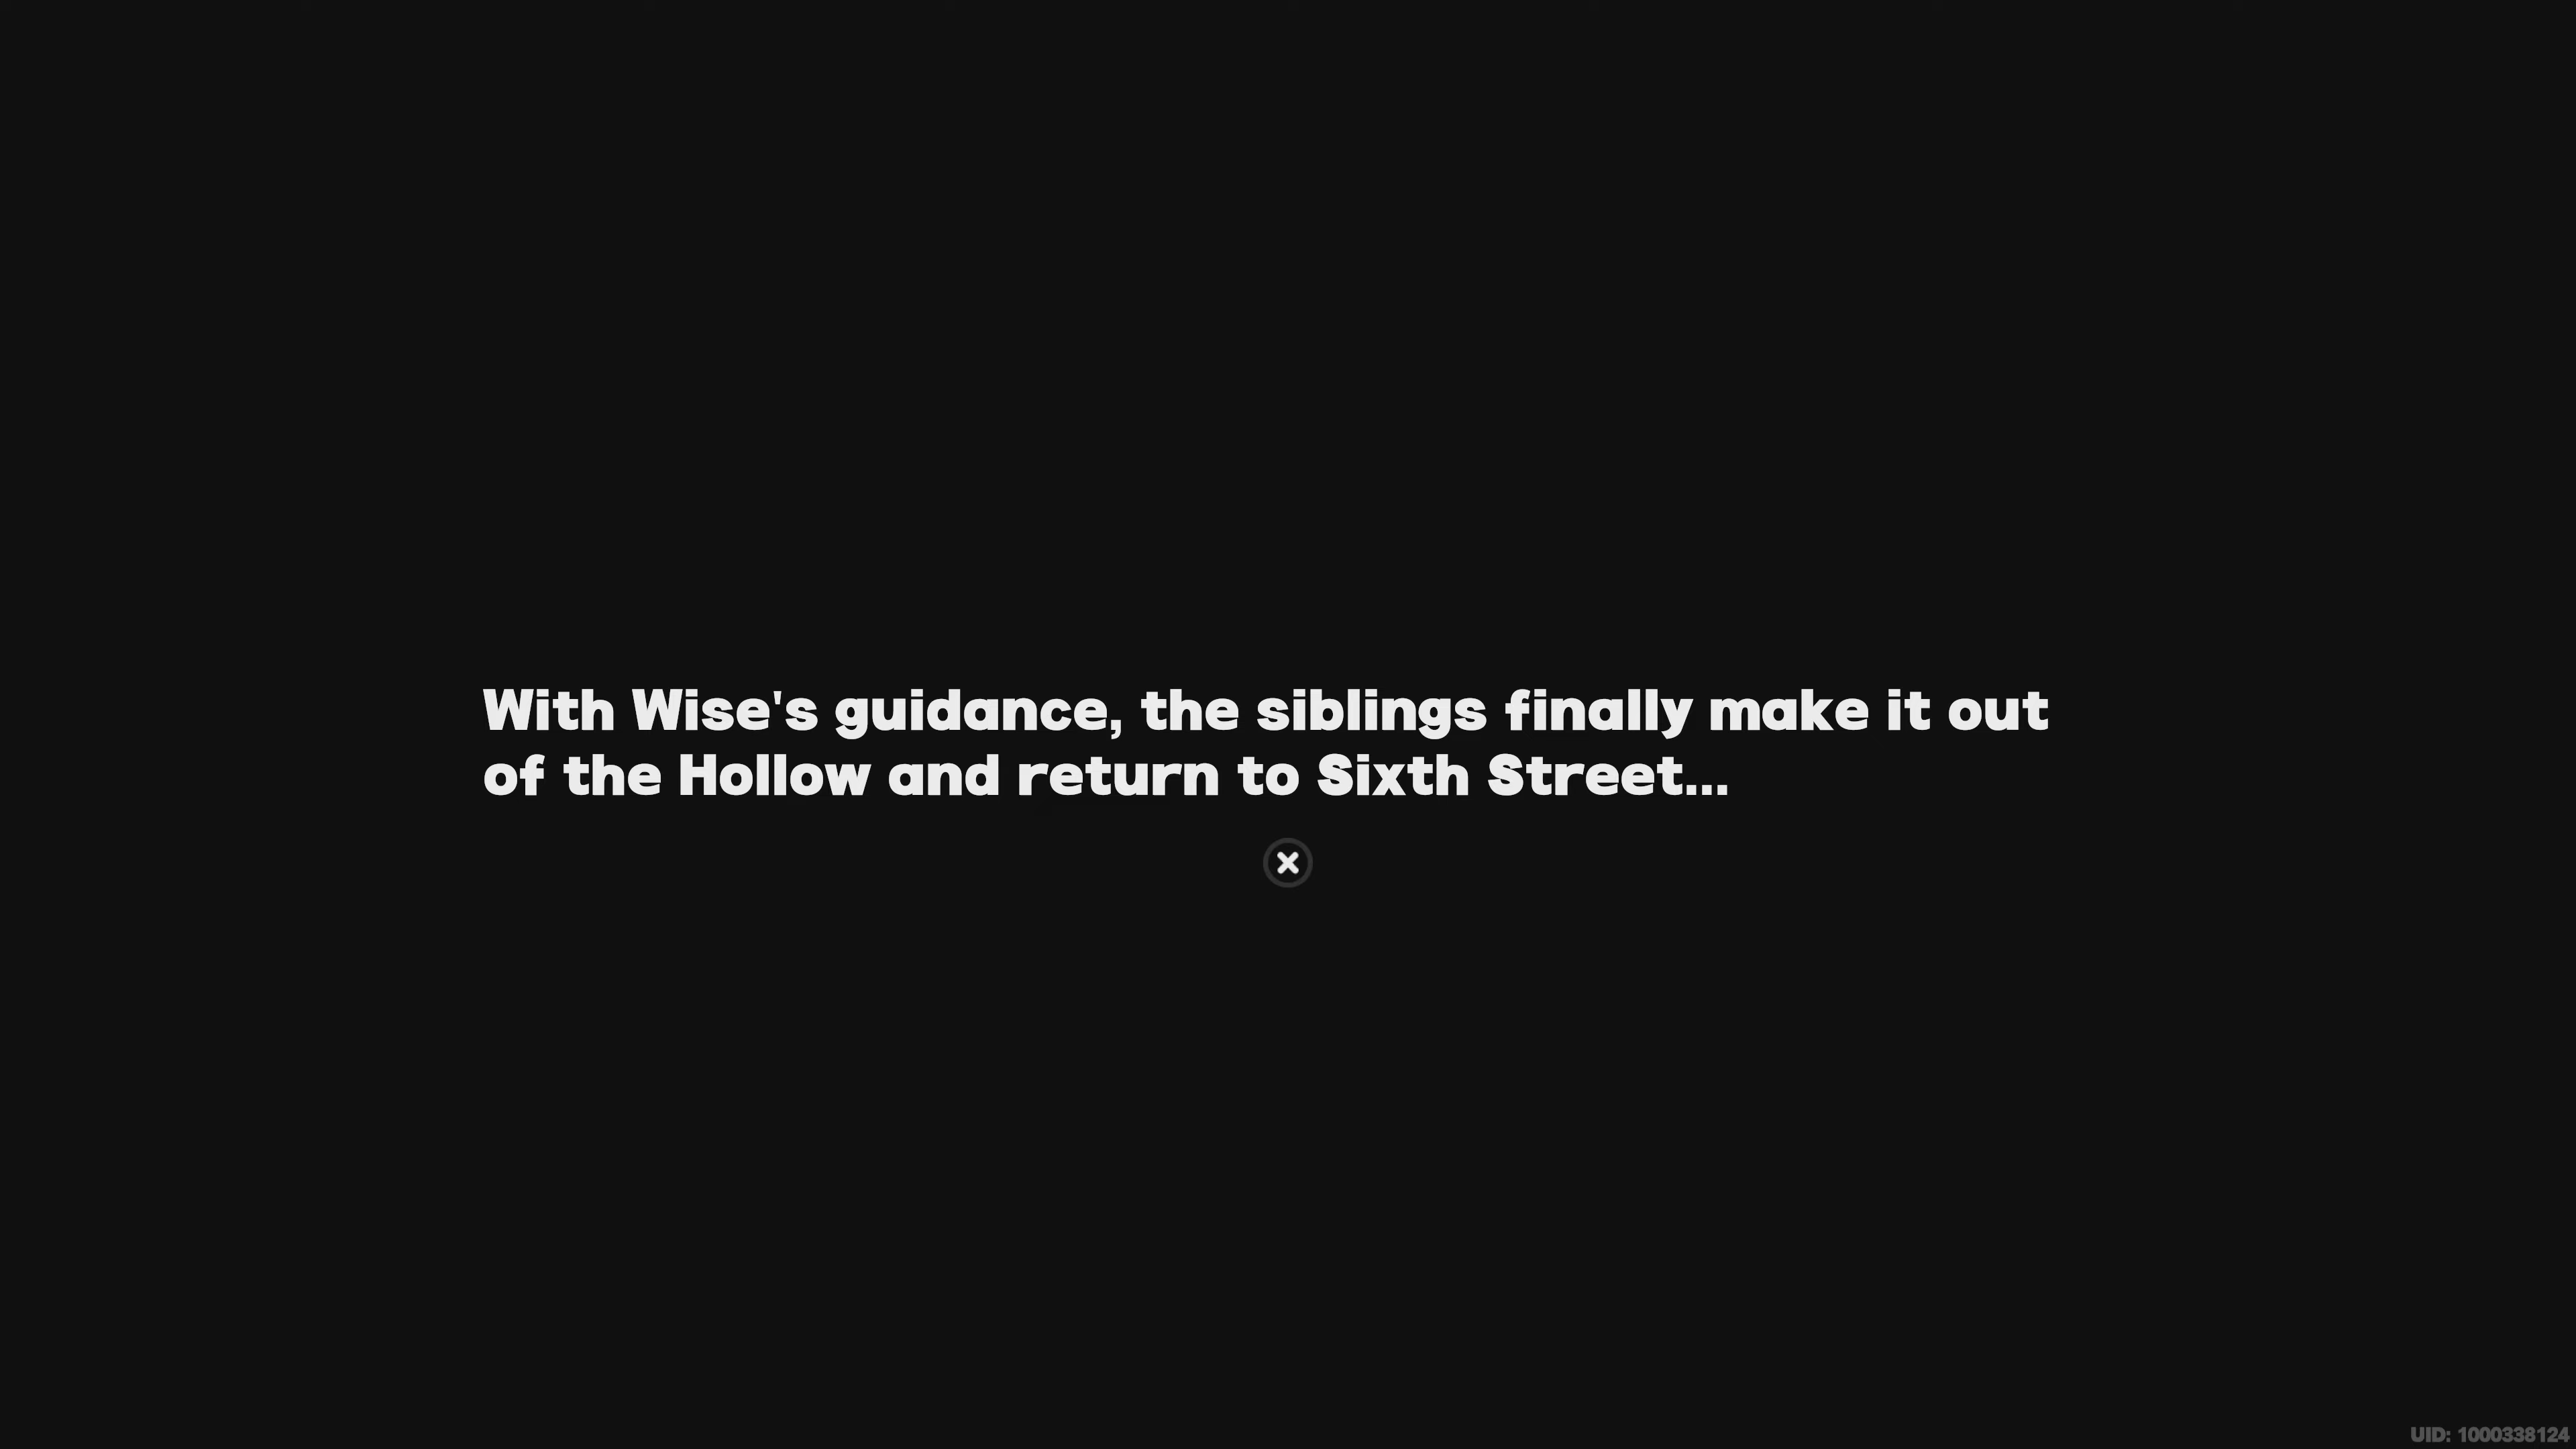 With Wise's guidance, the siblings finally make it out
of the Hollow and return to Sixth Street...
UID: 1000338124